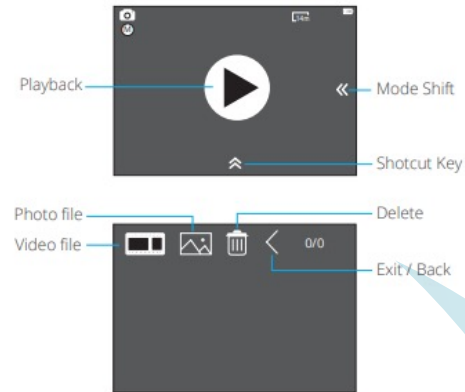 14m
Playback
Mode Shift
Shotcut Key
Photo file
Delete
Video file
0/0
Exit / Back